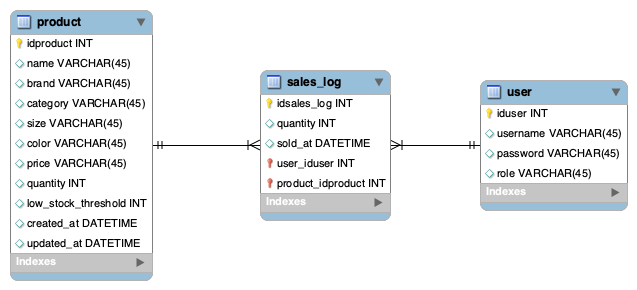 product
idproduct INT
name VARCHAR(45)
brand VARCHAR(45)
category VARCHAR(45)
size VARCHAR(45)
color VARCHAR(45)
price VARCHAR(45)
quantity INT
low_stock_threshold INT
created_at DATETIME
updated_at DATETIME
Indexes
sales_log
idsales_log INT
quantity INT
sold_at DATETIME
user_iduser INT
product_idproduct INT
Indexes
user
iduser INT
username VARCHAR(45)
password VARCHAR(45)
role VARCHAR(45)
Indexes